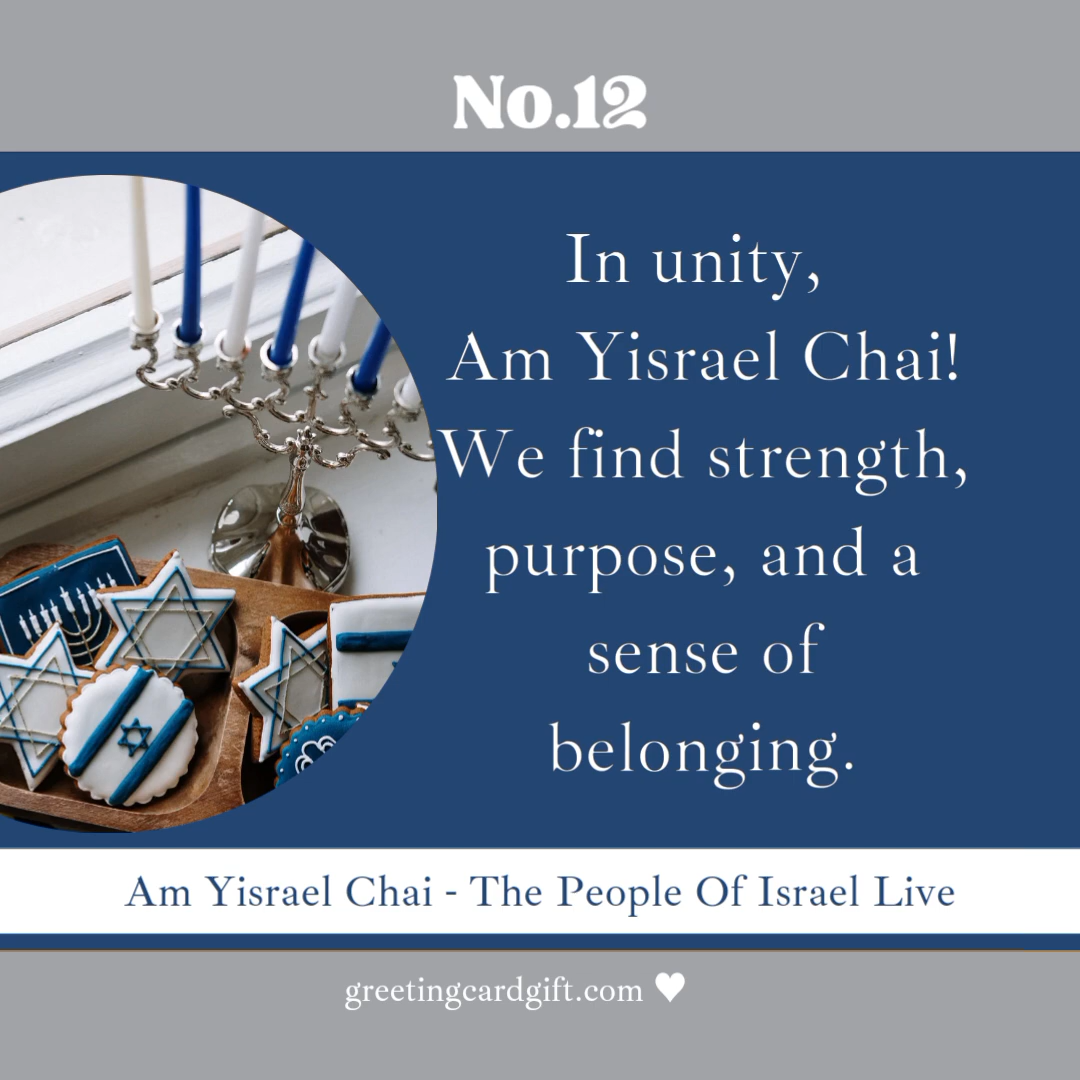 No.12
In unity,
Am Yisrael Chai!
We find strength,
purpose, and a
sense of
belonging.
Am Yisrael Chai - The People Of Israel Live
greetingcardgift.com ♥